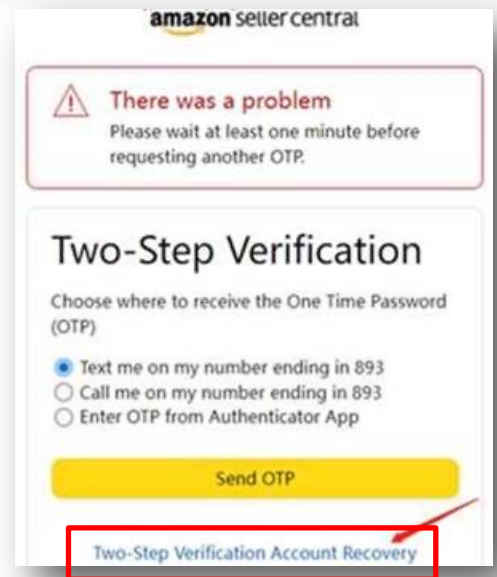 amazon seller central
There was a problem
Please wait at least one minute before
requesting another OTP.
Two-Step Verification
Choose where to receive the One Time Password
(OTP)
Text me on my number ending in 893
Call me on my number ending in 893
Enter OTP from Authenticator App
Send OTP
Two-Step Verification Account Recovery